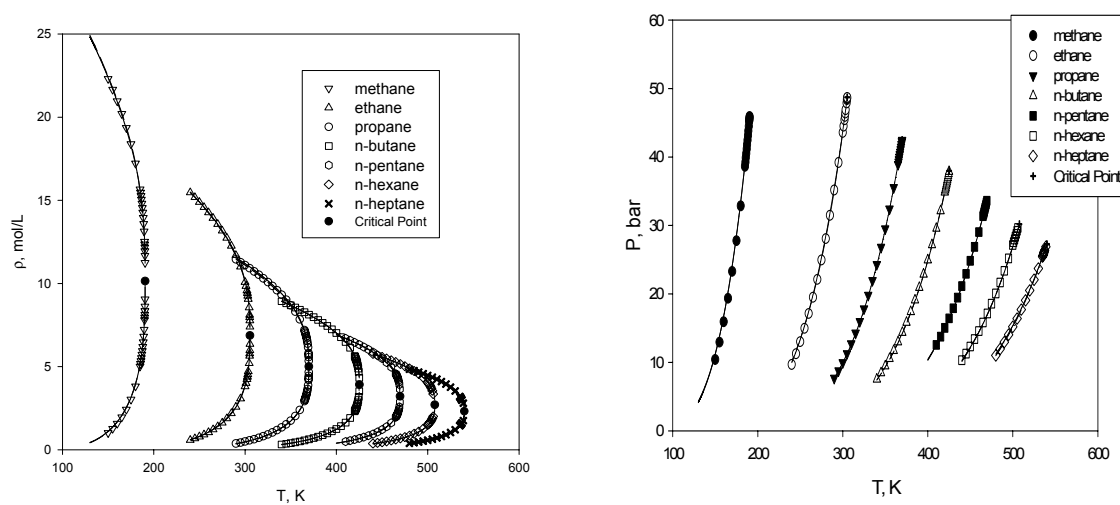 25
20
15
10
5
0
100
200
300
400
500
600
T, K
ρ, mol/L
methane
ethane
propane
n-butane
n-pentane
n-hexane
n-heptane
Critical Point
60
50
40
30
20
10
0
100
200
300
400
500
600
T, K
P, bar
methane
ethane
propane
n-butane
n-pentane
n-hexane
n-heptane
Critical Point